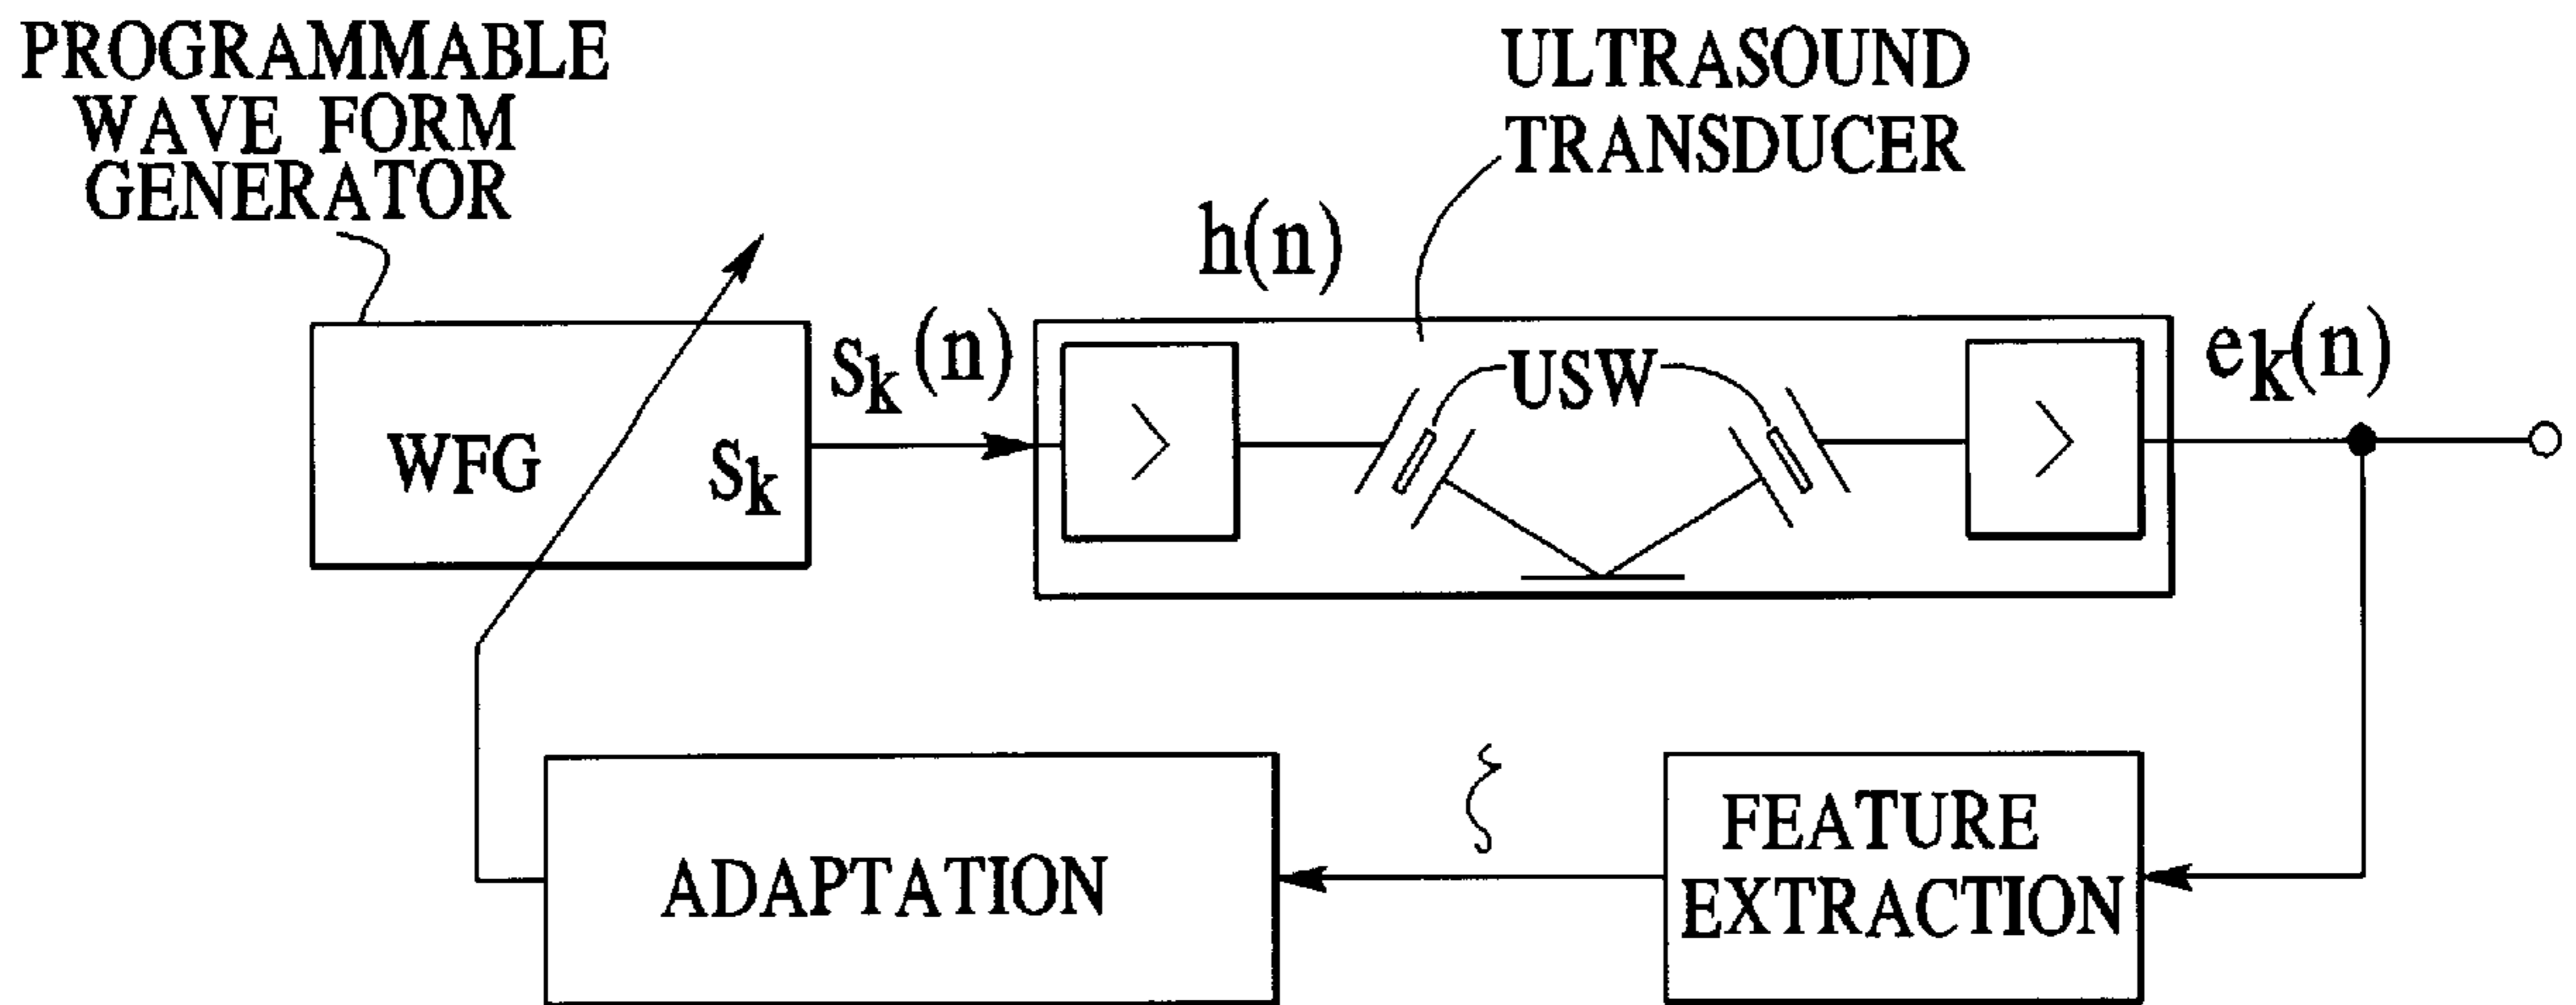 PROGRAMMABLE
WAVE FORM
GENERATOR
ULTRASOUND
TRANSDUCER
h(n)
WFG
Sk
Sk(n)
USW
ek(n)
ADAPTATION
ξ
FEATURE
EXTRACTION